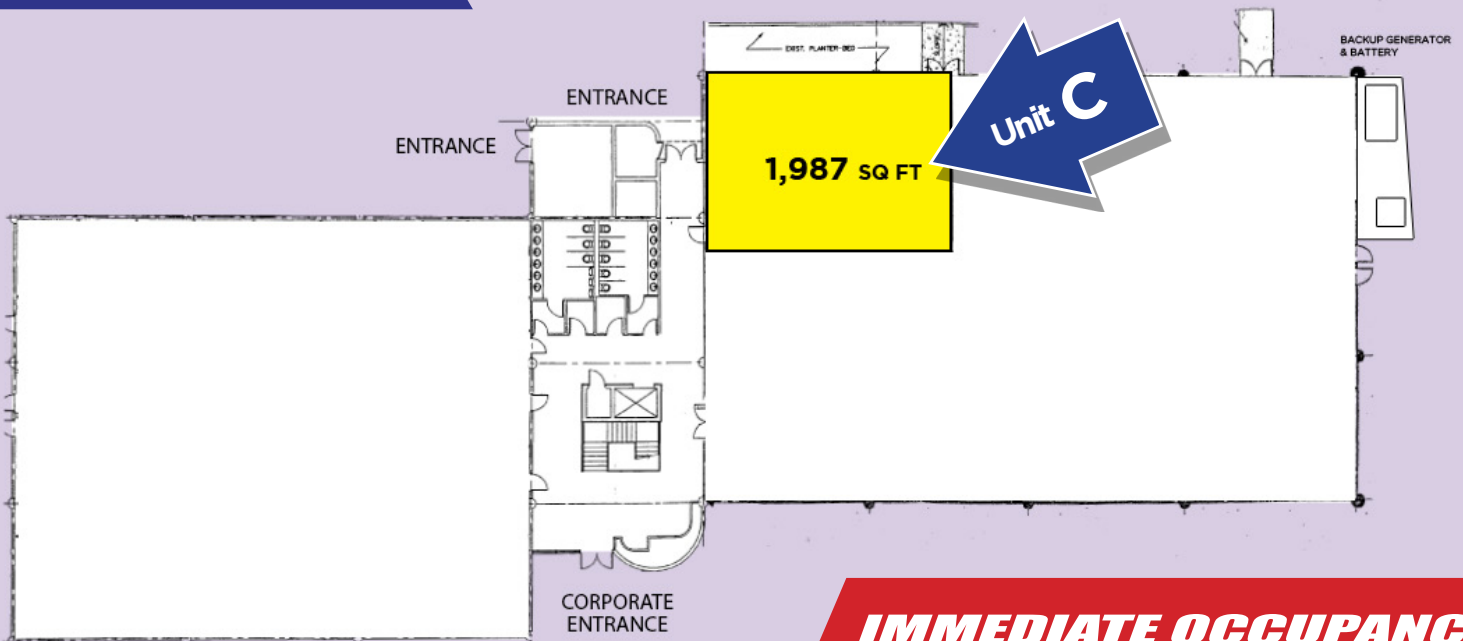 EXIST. PLANTER-BED
BACKUP GENERATOR
& BATTERY
ENTRANCE
ENTRANCE
Unit C
1,987 SQ FT
CORPORATE
ENTRANCE
IMMEDIATE OCCUPANC